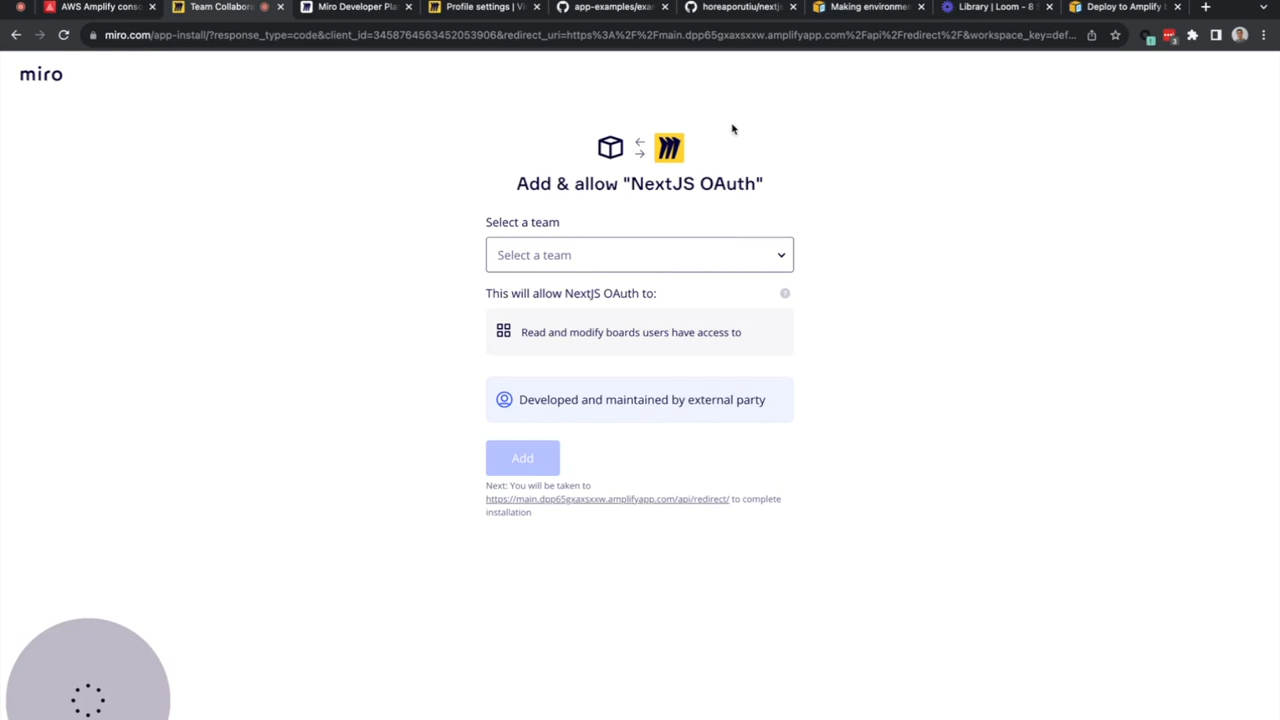 AWS Amplify conso
Team Collabora
Miro Developer Pla
Profile settings | Vi
app-examples/exam
horeaporutiu/nextj
Making environme
Library | Loom - 8 S
Deploy to Amplify b
miro.com/app-install/?response_type=code&client_id=3458764563452053906&redirect_uri=https%3A%2F%2Fmain.dpp65gxaxsxxw.amplifyapp.com%2Fapi%2Fredirect%2F&workspace_key=def...
miro
Add & allow "NextJS OAuth"
Select a team
Select a team
This will allow NextJS OAuth to:
Read and modify boards users have access to
Developed and maintained by external party
Add
Next: You will be taken to
https://main.dpp65gxaxsxxw.amplifyapp.com/api/redirect/ to complete
installation